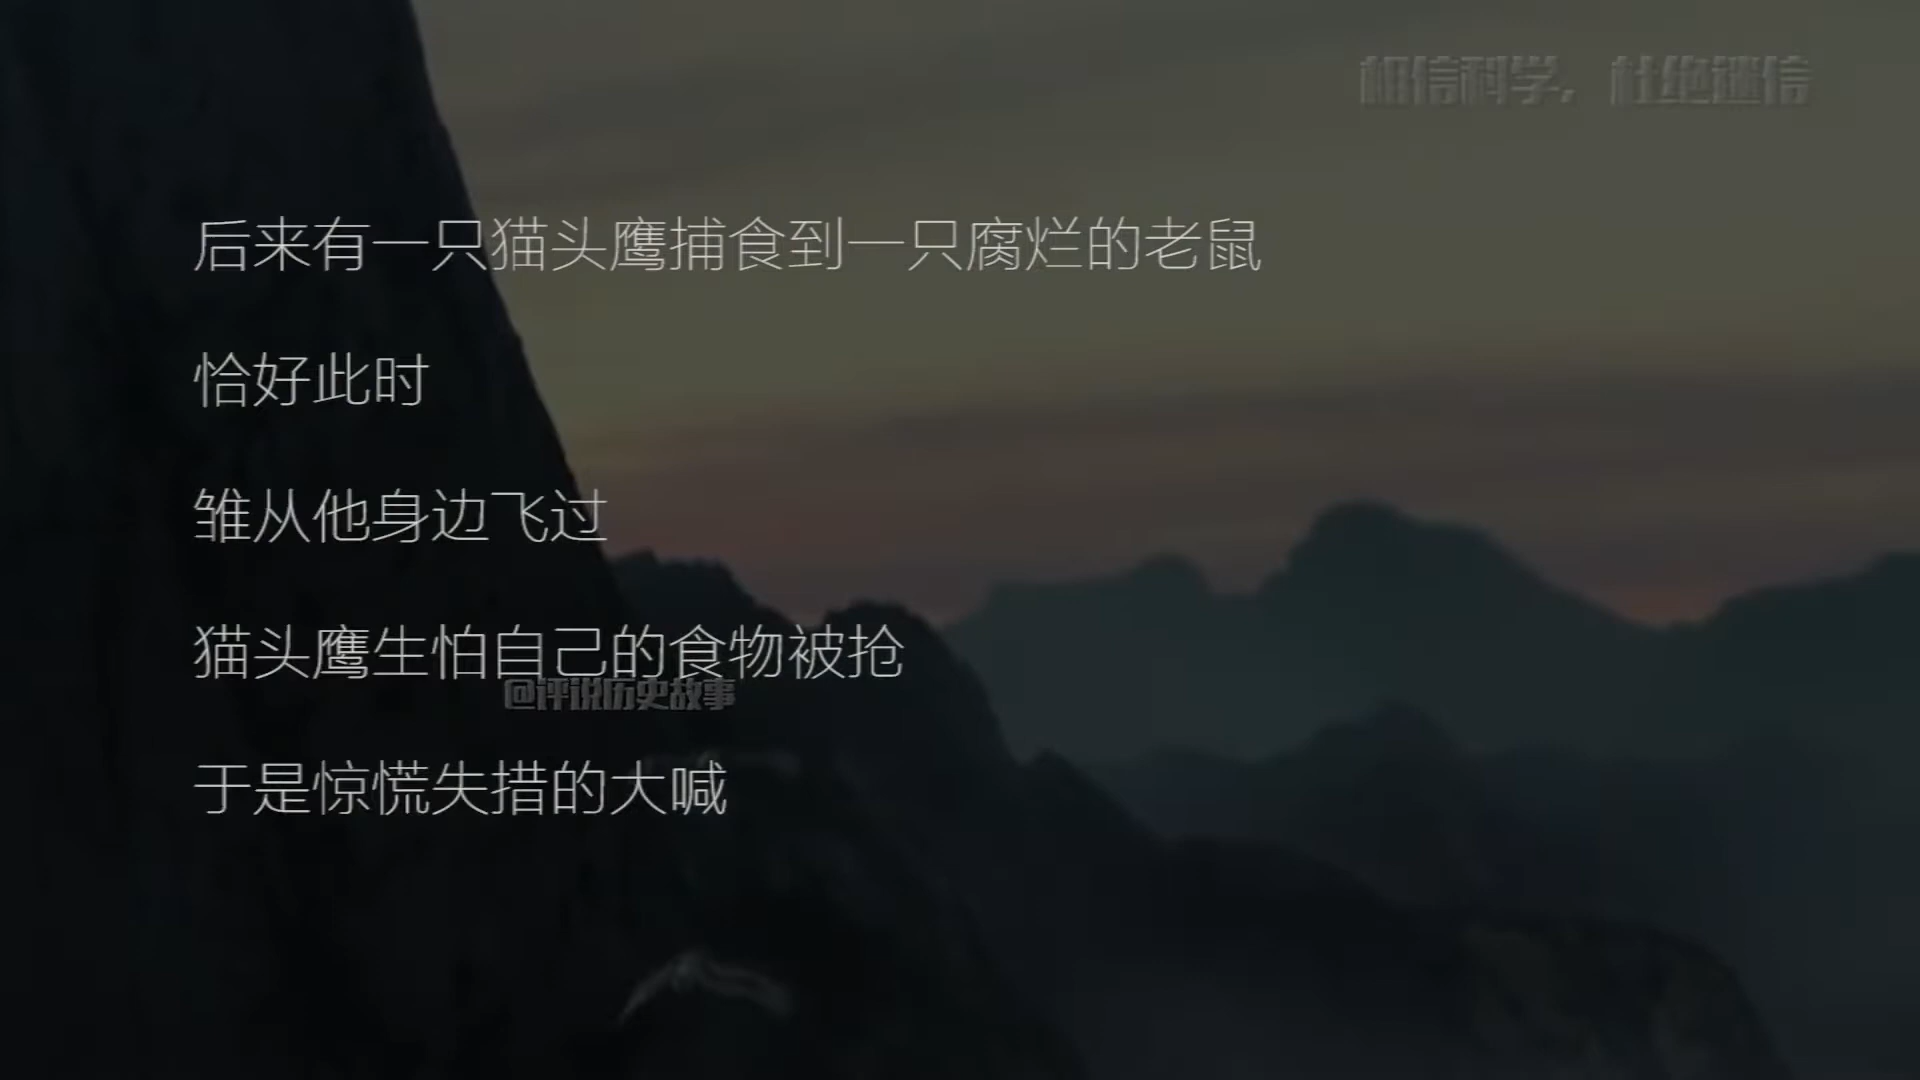 相信科学，杜绝迷信
后来有一只猫头鹰捕食到一只腐烂的老鼠
恰好此时
雏从他身边飞过
猫头鹰生怕自己的食物被抢
@评说历史故事
于是惊慌失措的大喊